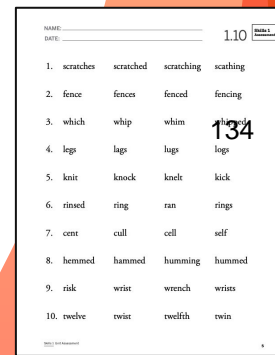 NAME:
DATE:
1.10
Skills 1
Assessment
1. scratches scratched scratching scathing
2. fence fences fenced fencing
3. which whip whim whipped
134
4. legs lags lugs logs
5. knit knock knelt kick
6. rinsed ring ran rings
7. cent cull cell self
8. hemmed hammed humming hummed
9. risk wrist wrench wrists
10. twelve twist twelfth twin
Skills 1 Unit Assessment